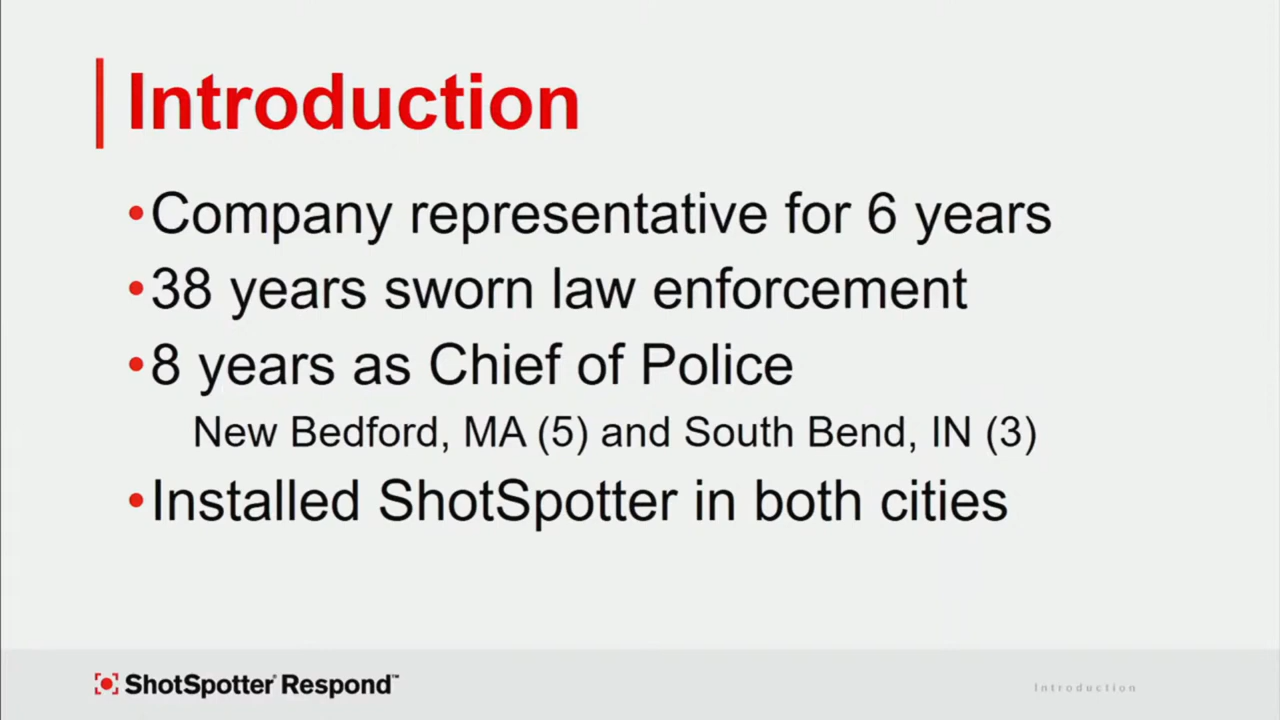 Introduction
•Company representative for 6 years
•38 years sworn law enforcement
•8 years as Chief of Police
New Bedford, MA (5) and South Bend, IN (3)
•Installed ShotSpotter in both cities
ShotSpotter® Respond™
Introduction